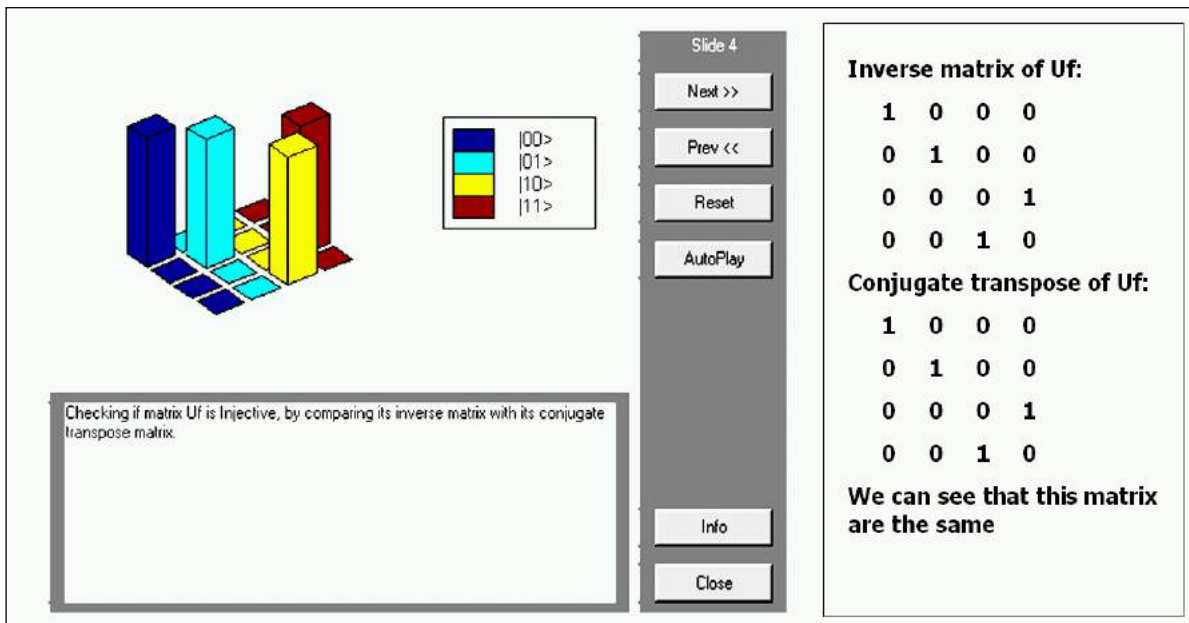 |00>
|01>
|10>
|11>
Checking if matrix Uf is Injective, by comparing its inverse matrix with its conjugate
transpose matrix.
Slide 4
Next >>
Prev <<
Reset
AutoPlay
Info
Close
Inverse matrix of Uf:
1 0 0 0
0 1 0 0
0 0 0 1
0 0 1 0
Conjugate transpose of Uf:
1 0 0 0
0 1 0 0
0 0 0 1
0 0 1 0
We can see that this matrix
are the same